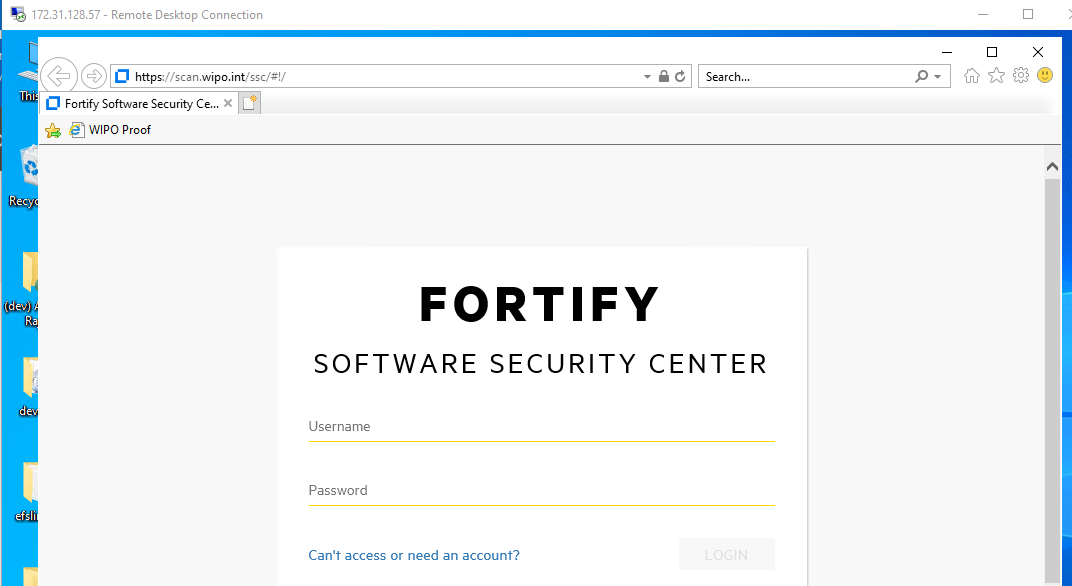 172.31.128.57 - Remote Desktop Connection
https://scan.wipo.int/ssc/#!/
Search...
This
Fortify Software Security Ce...
WIPO Proof
Recyc
(dev) A
Ra
dev
efsli
FORTIFY
SOFTWARE SECURITY CENTER
Username
Password
Can't access or need an account?
LOGIN